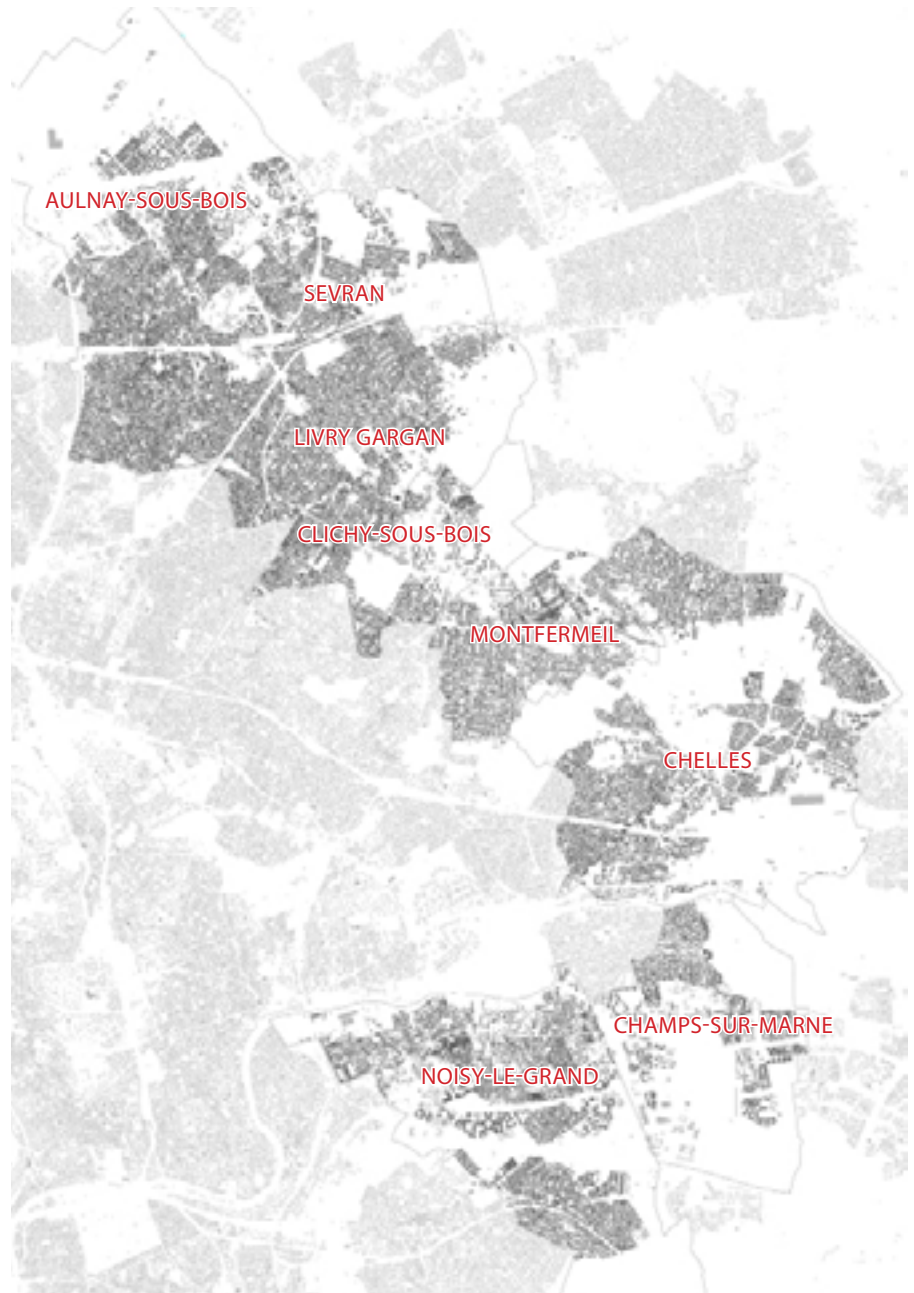 AULNAY-SOUS-BOIS
SEVRAN
LIVRY GARGAN
CLICHY-SOUS-BOIS
MONTFERMEIL
CHELLES
CHAMPS-SUR-MARNE
NOISY-LE-GRAND